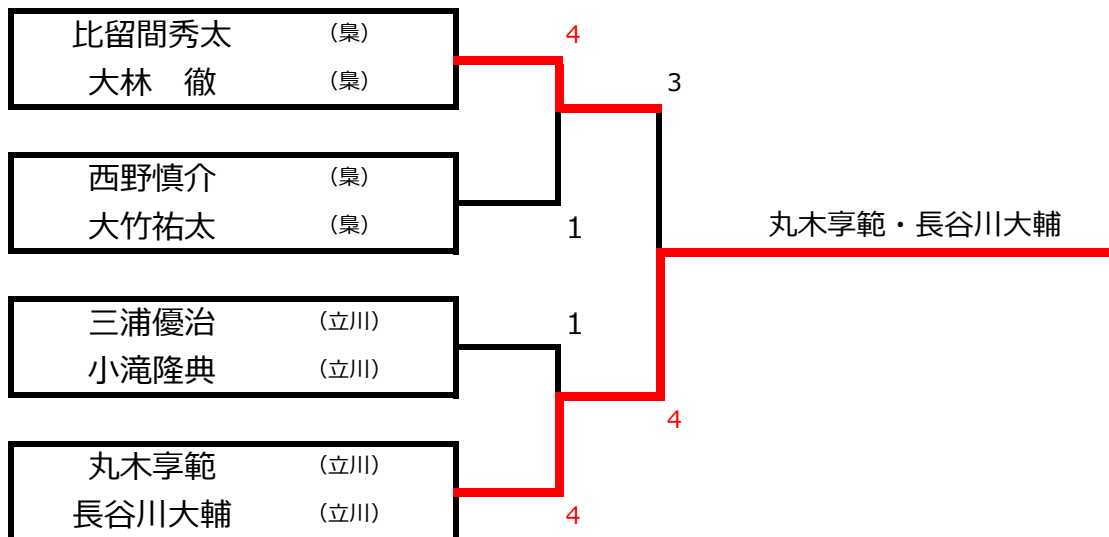 比留間秀太 （梟）
大林　徹 （梟）
4
3
西野慎介 （梟）
大竹祐太 （梟）
1
丸木享範・長谷川大輔
三浦優治 （立川）
小滝隆典 （立川）
1
4
丸木享範 （立川）
長谷川大輔 （立川）
4